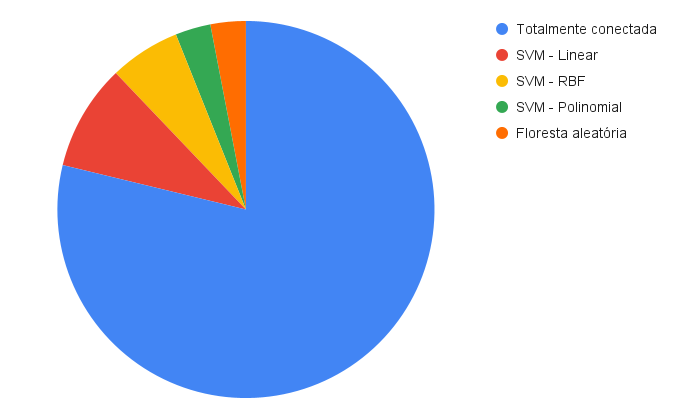 Totalmente conectada
SVM - Linear
SVM - RBF
SVM - Polinomial
Floresta aleatória